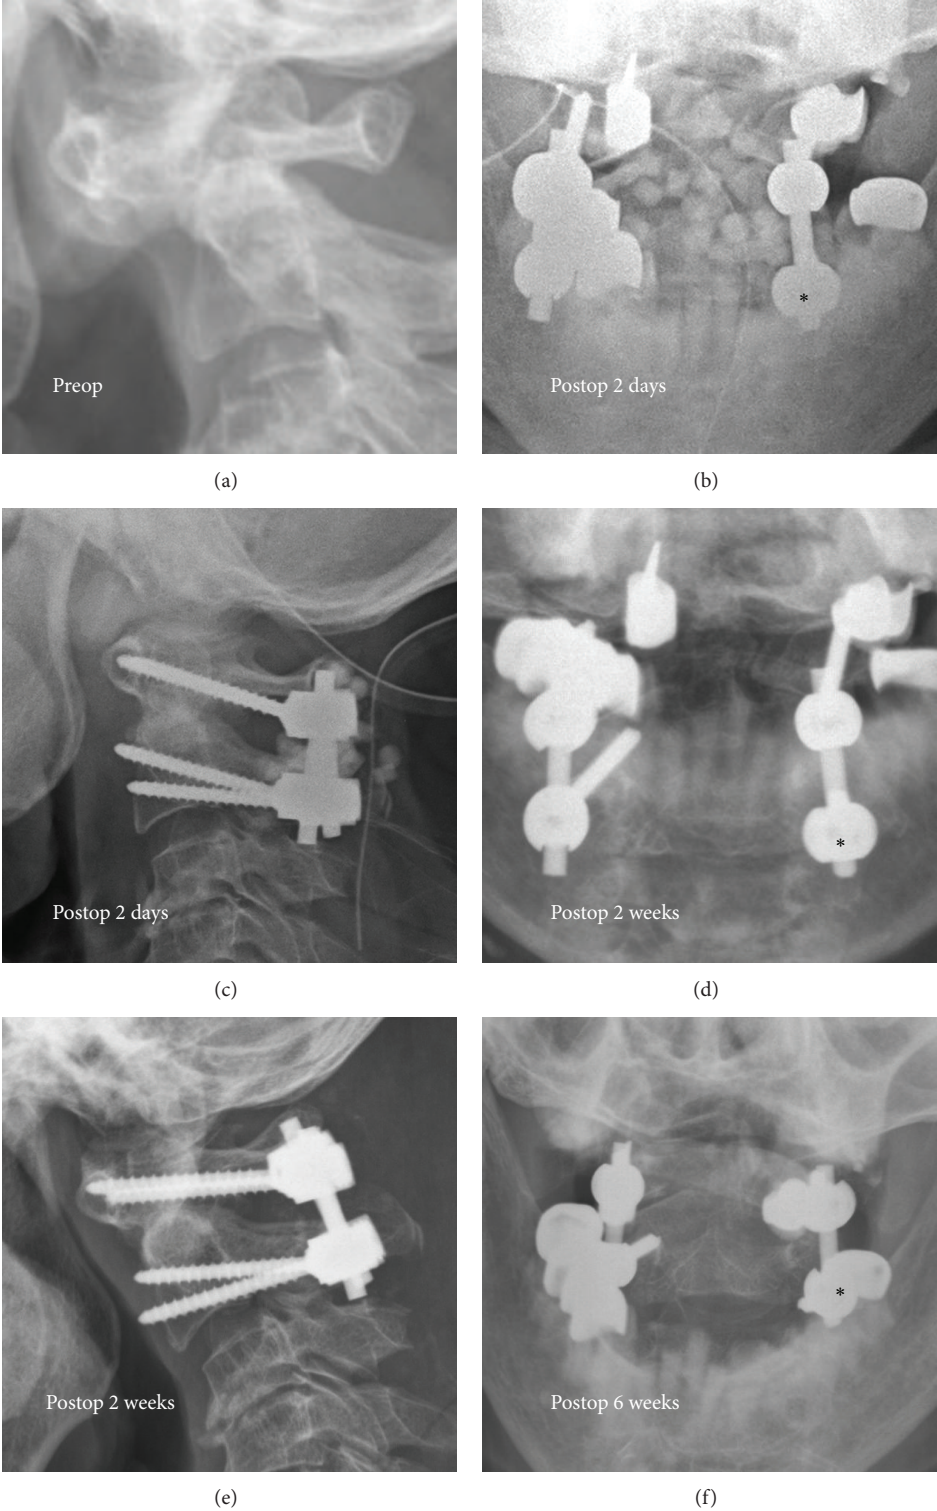 Preop
(a)
*
Postop 2 days
(b)
Postop 2 days
(c)
*
Postop 2 weeks
(d)
Postop 2 weeks
(e)
*
Postop 6 weeks
(f)